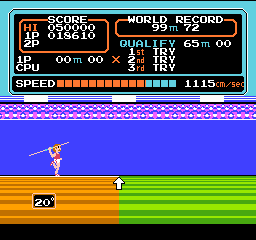 SCORE
HI 050000
1P 018610
2P
WORLD RECORD
99m 72
QUALIFY 65m 00
1st TRY
1P 00m 00 × 2nd TRY
CPU 3rd TRY
SPEED 1115cm/sec
20°